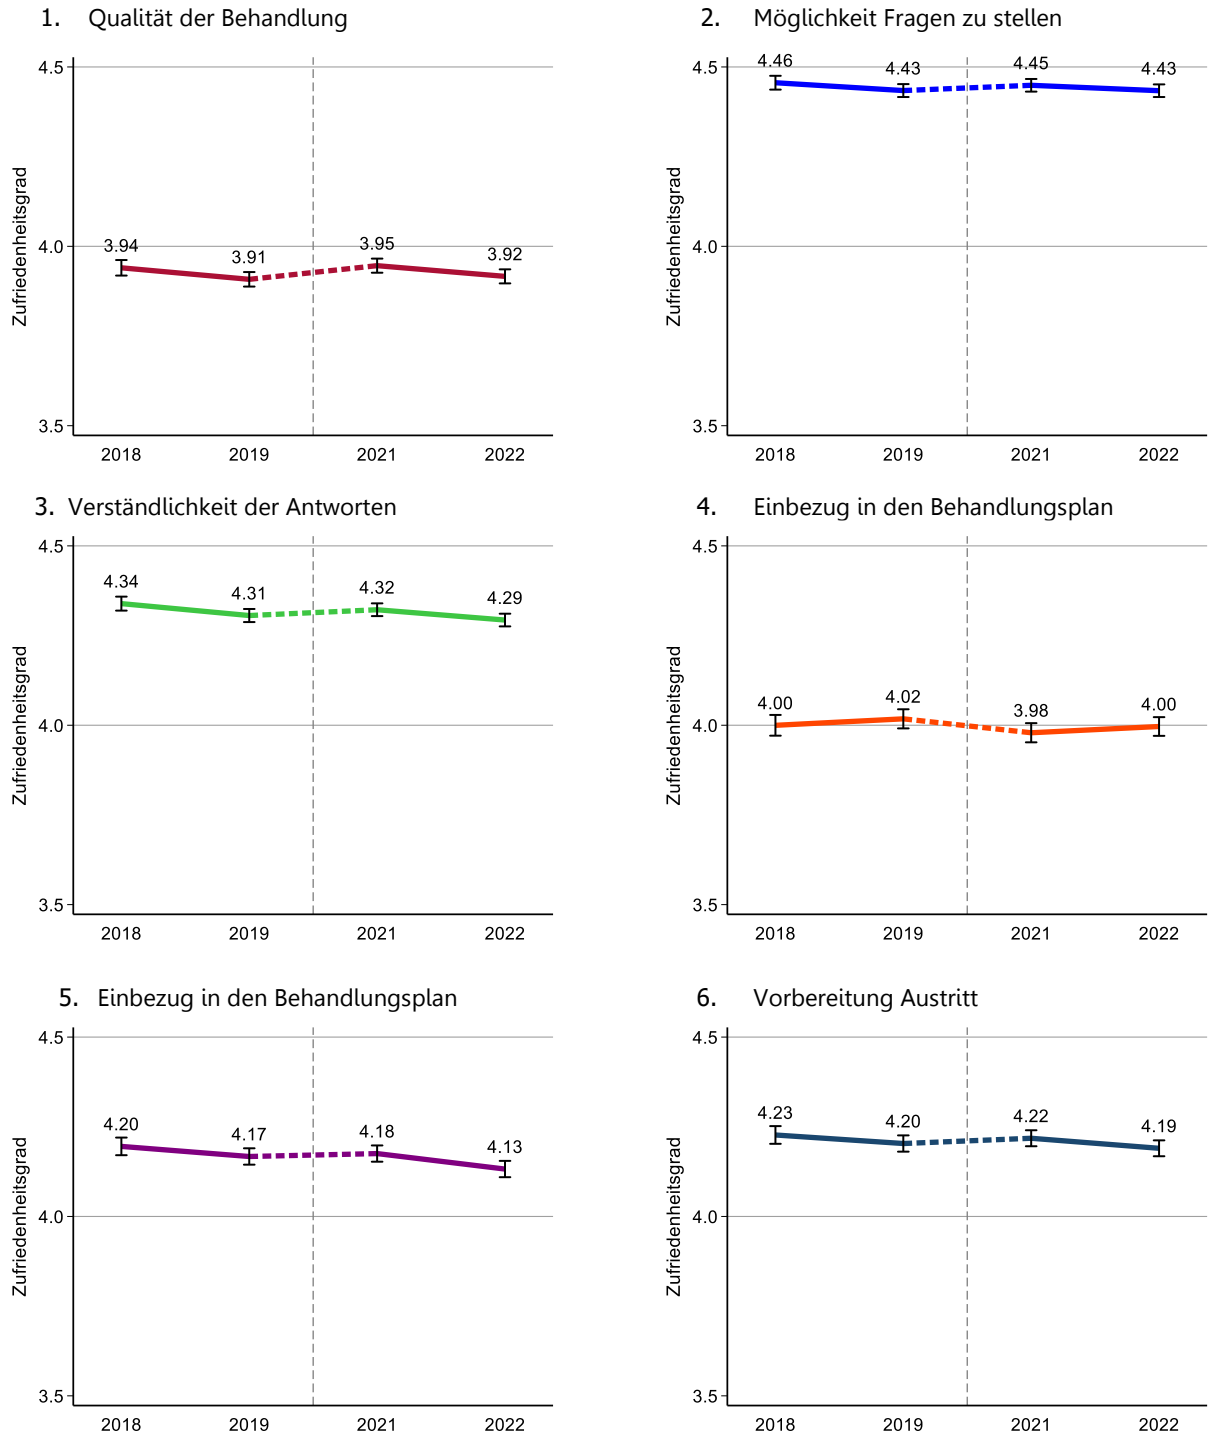 1. Qualität der Behandlung
4.5
4.0
3.5
Zufriedenheitsgrad
3.94
3.91
3.95
3.92
2018 2019 2021 2022
2. Möglichkeit Fragen zu stellen
4.5
4.0
3.5
Zufriedenheitsgrad
4.46
4.43
4.45
4.43
2018 2019 2021 2022
3. Verständlichkeit der Antworten
4.5
4.0
3.5
Zufriedenheitsgrad
4.34
4.31
4.32
4.29
2018 2019 2021 2022
4. Einbezug in den Behandlungsplan
4.5
4.0
3.5
Zufriedenheitsgrad
4.00
4.02
3.98
4.00
2018 2019 2021 2022
5. Einbezug in den Behandlungsplan
4.5
4.0
3.5
Zufriedenheitsgrad
4.20
4.17
4.18
4.13
2018 2019 2021 2022
6. Vorbereitung Austritt
4.5
4.0
3.5
Zufriedenheitsgrad
4.23
4.20
4.22
4.19
2018 2019 2021 2022